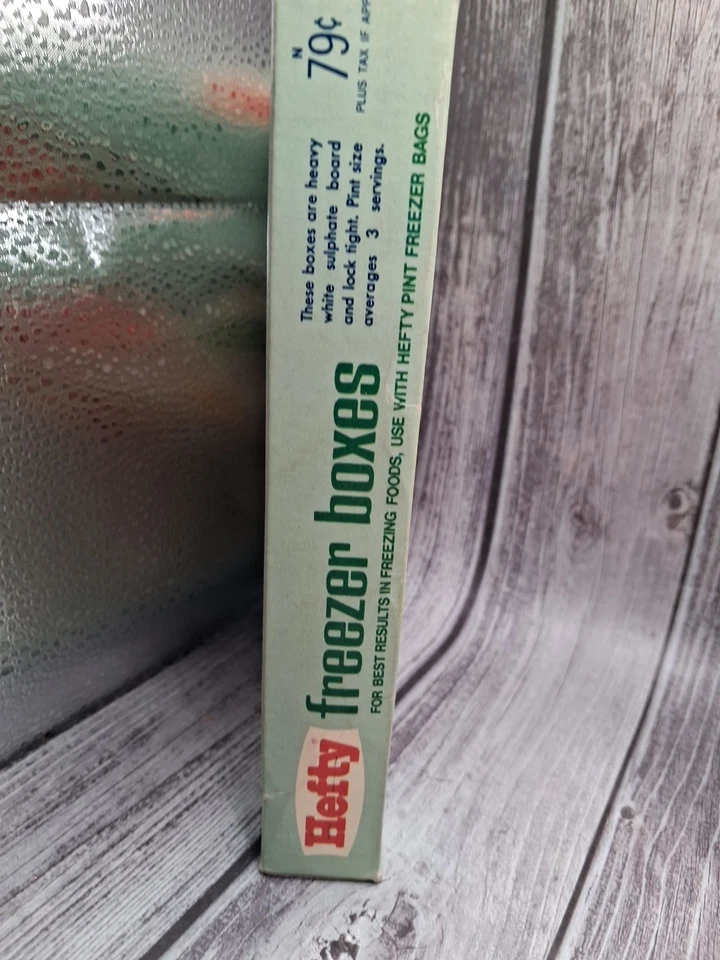 Hefty®
freezer boxes
These boxes are heavy
white sulphate board
and lock tight. Pint size
averages 3 servings.
N
79¢
PLUS TAX IF
FOR BEST RESULTS IN FREEZING FOODS, USE WITH HEFTY PINT FREEZER BAGS